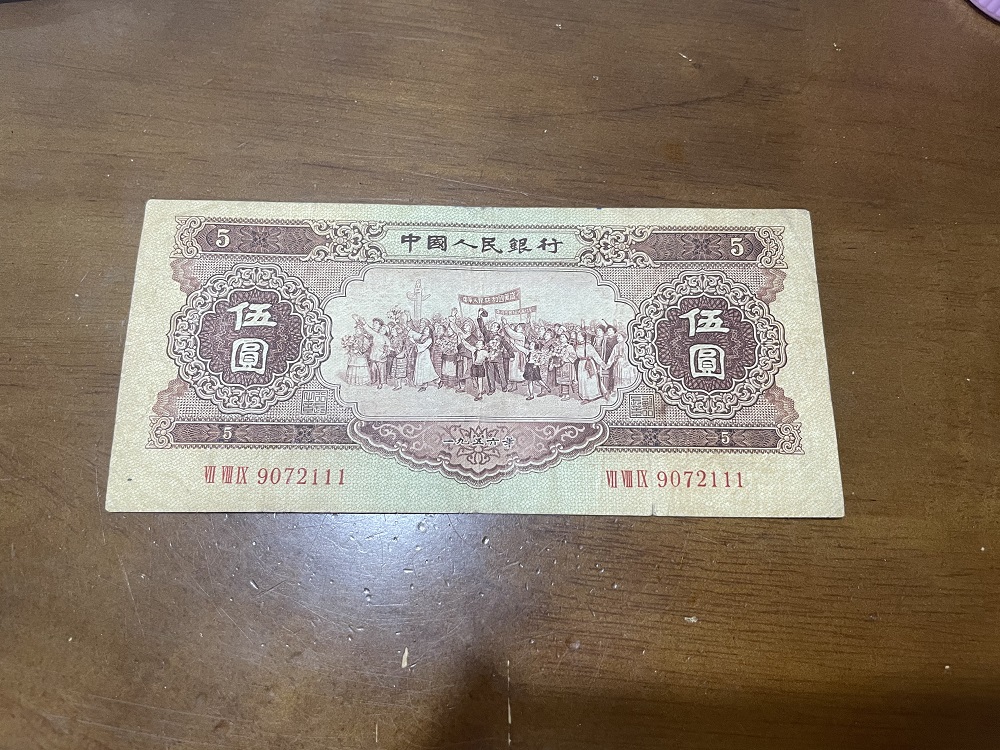 5 中國人民銀行 5
伍圓 伍圓
5 一九五六年 5
VII VIII IX 9072111 VII VIII IX 9072111